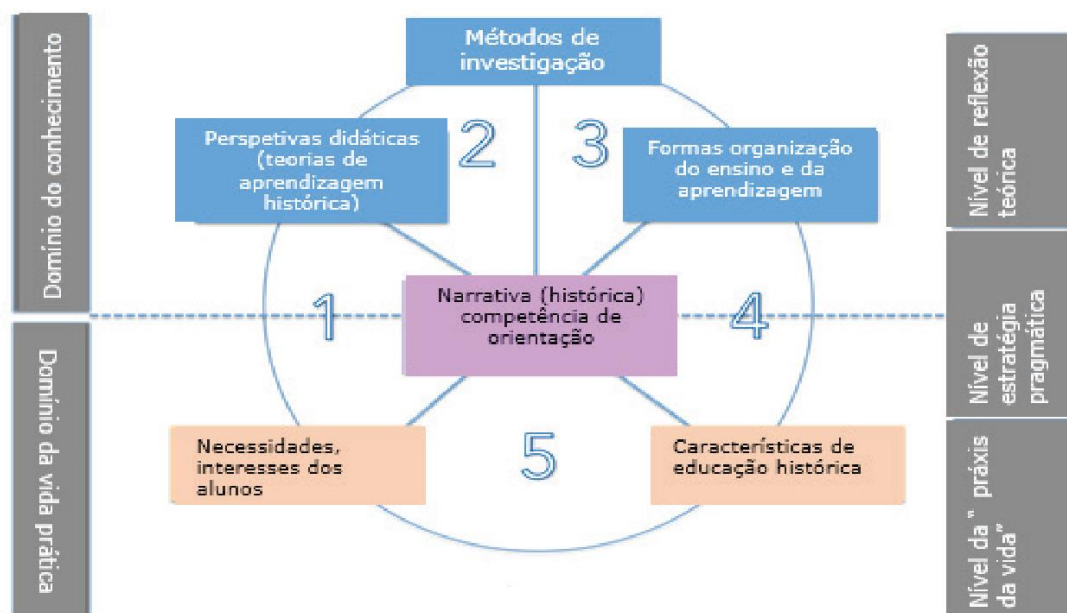 Domínio do conhecimento
Domínio da vida prática
Métodos de
investigação
Perspetivas didáticas
(teorias de
aprendizagem
histórica)
2
3
Formas organização
do ensino e da
aprendizagem
1
Narrativa (histórica)
competência de
orientação
4
Necessidades,
interesses dos
alunos
5
Características de
educação histórica
Nível de reflexão
teórica
Nível de
estratégia
pragmática
Nível da “ práxis
da vida”